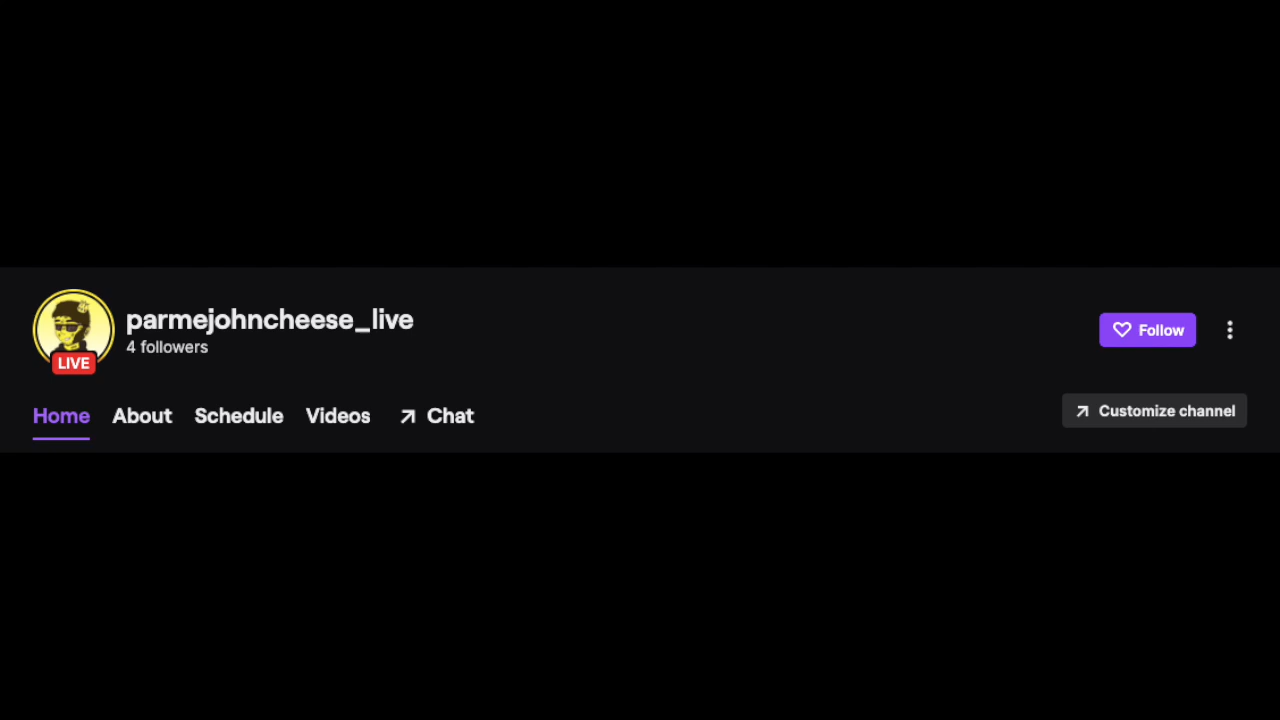 parmejohncheese_live
4 followers
LIVE
Follow
Home About Schedule Videos Chat
Customize channel